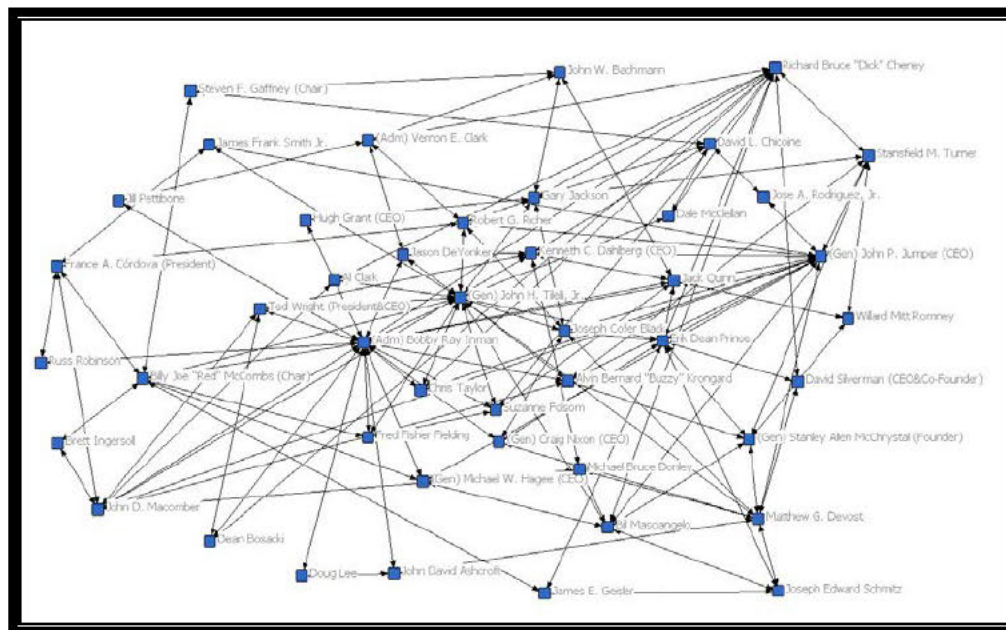 John W. Bachmann
Richard Bruce "Dick" Cheney
Steven F. Gaffney (Chair)
(Adm) Vernon E. Clark
James Frank Smith Jr.
David L. Chicoine
Stansfield M. Turner
Jill Pettibone
Gary Jackson
Jose A. Rodriguez, Jr.
Hugh Grant (CEO)
Robert G. Richer
Dale McClellan
France A. Córdova (President)
Jason DeYonker
Kenneth C. Dahlberg (CEO)
(Gen) John P. Jumper (CEO)
Al Clark
Jack Quinn
(Gen) John H. Tilelli, Jr.
Ted Wright (President&CEO)
Willard Mitt Romney
Joseph Cofer Black
(Adm) Bobby Ray Inman
Erik Dean Prince
Russ Robinson
Billy Joe "Red" McCombs (Chair)
Chris Taylor
Alvin Bernard "Buzzy" Krongard
David Silverman (CEO&Co-Founder)
Suzanne Folsom
Brett Ingersoll
Fred Fisher Fielding
(Gen) Craig Nixon (CEO)
(Gen) Stanley Allen McChrystal (Founder)
Michael Bruce Donley
(Gen) Michael W. Hagee (CEO)
John D. Macomber
Matthew G. Devost
Dean Bosacki
Doug Lee
John David Ashcroft
James E. Geisler
Joseph Edward Schmitz